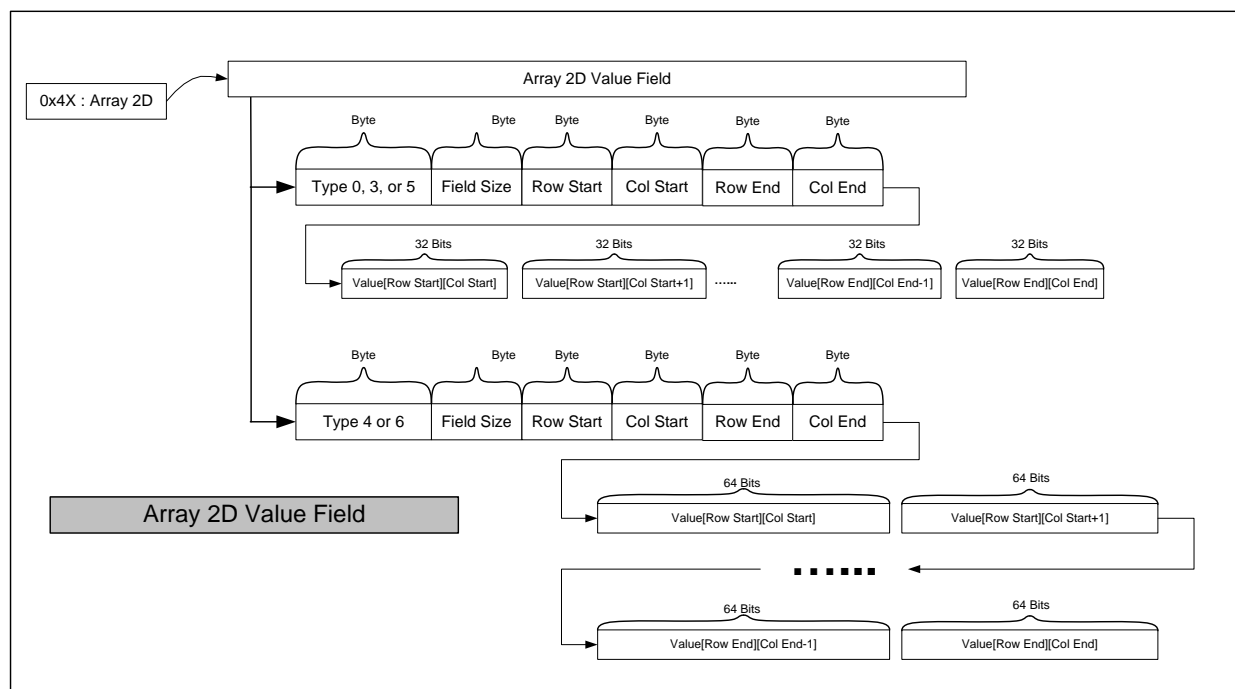 Array 2D Value Field
0x4X : Array 2D
Byte Byte Byte Byte Byte Byte
Type 0, 3, or 5 Field Size Row Start Col Start Row End Col End
32 Bits 32 Bits 32 Bits 32 Bits
Value[Row Start][Col Start] Value[Row Start][Col Start+1] ...... Value[Row End][Col End-1] Value[Row End][Col End]
Byte Byte Byte Byte Byte Byte
Type 4 or 6 Field Size Row Start Col Start Row End Col End
64 Bits 64 Bits
Array 2D Value Field
Value[Row Start][Col Start] Value[Row Start][Col Start+1]
......
64 Bits 64 Bits
Value[Row End][Col End-1] Value[Row End][Col End]